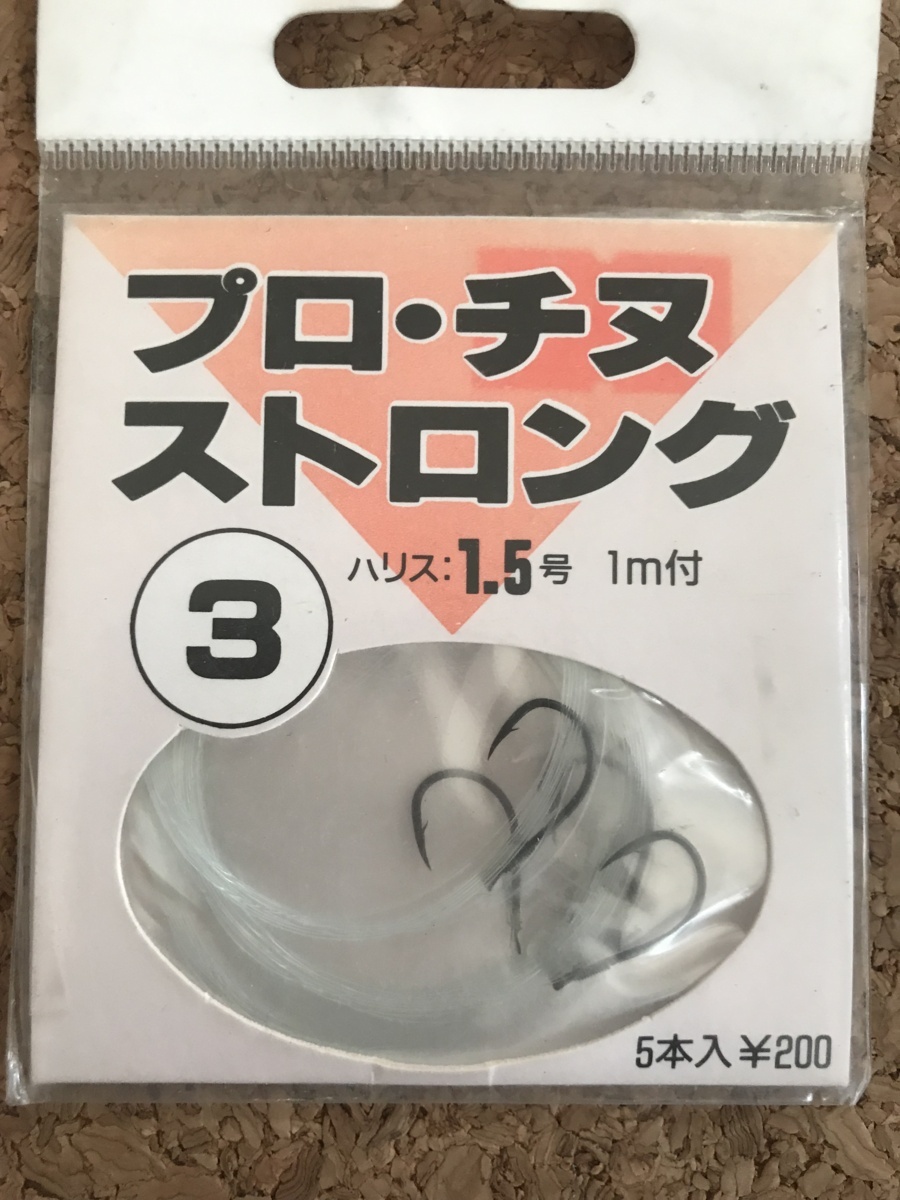 プロ・チヌ
ストロング
3
ハリス:1.5号 1m付
5本入¥200